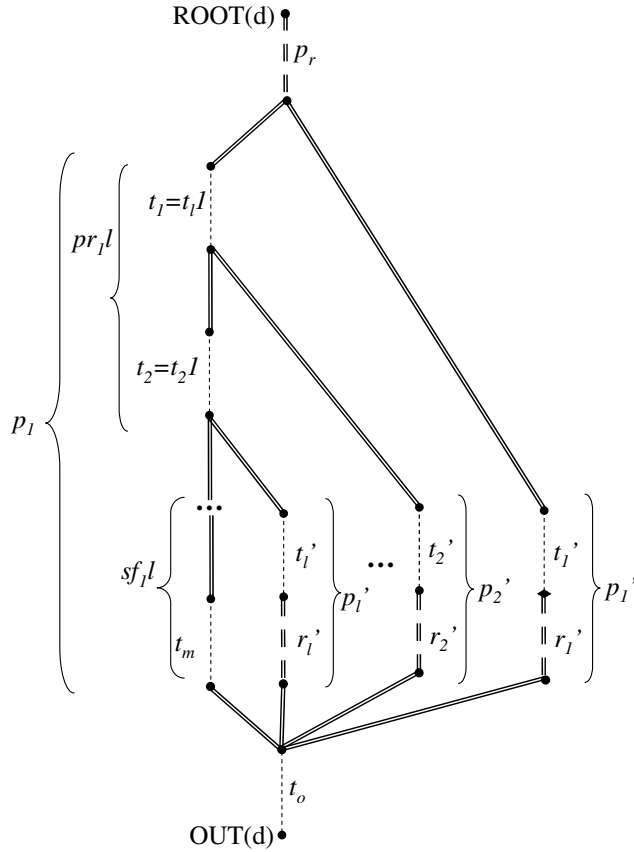 ROOT(d)
p_r
t_1=t_l1
pr_1l
t_2=t_21
p_1
...
sf_1l
t_l'
...
t_2'
t_1'
p_l'
p_2'
p_1'
t_m
r_l'
r_2'
r_1'
t_o
OUT(d)